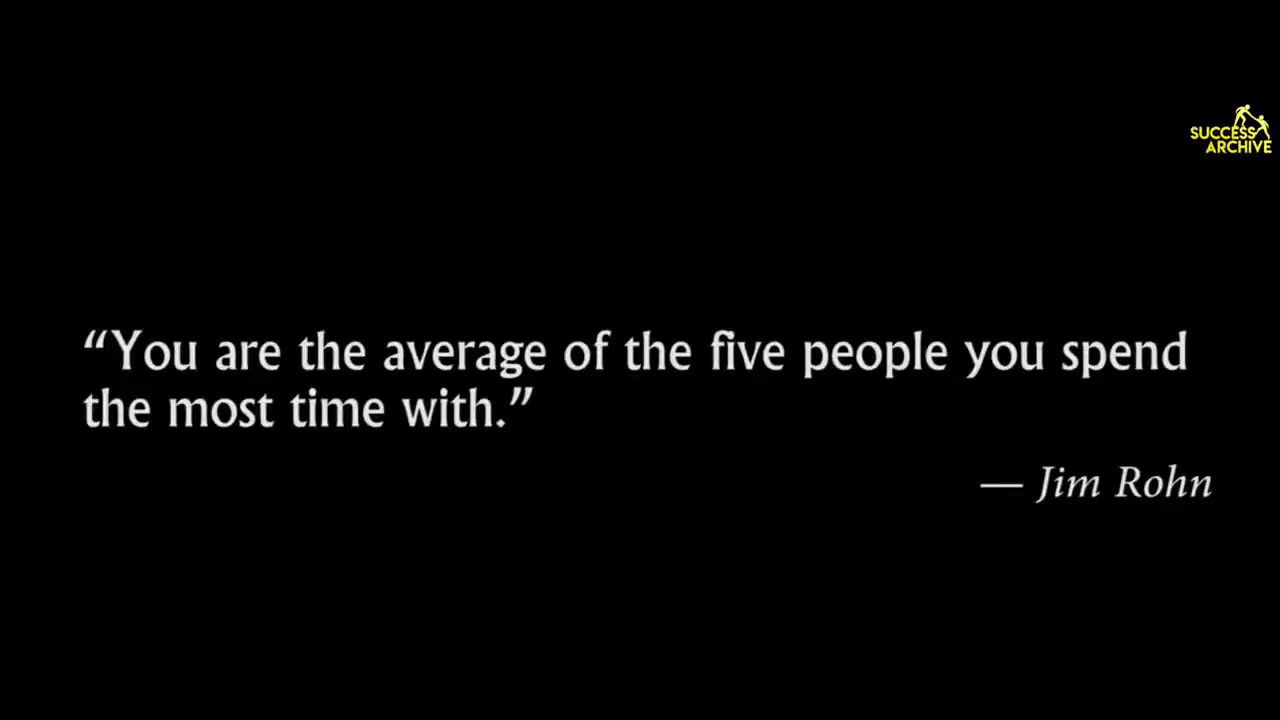 SUCCESS
ARCHIVE
“You are the average of the five people you spend
the most time with.”
— Jim Rohn